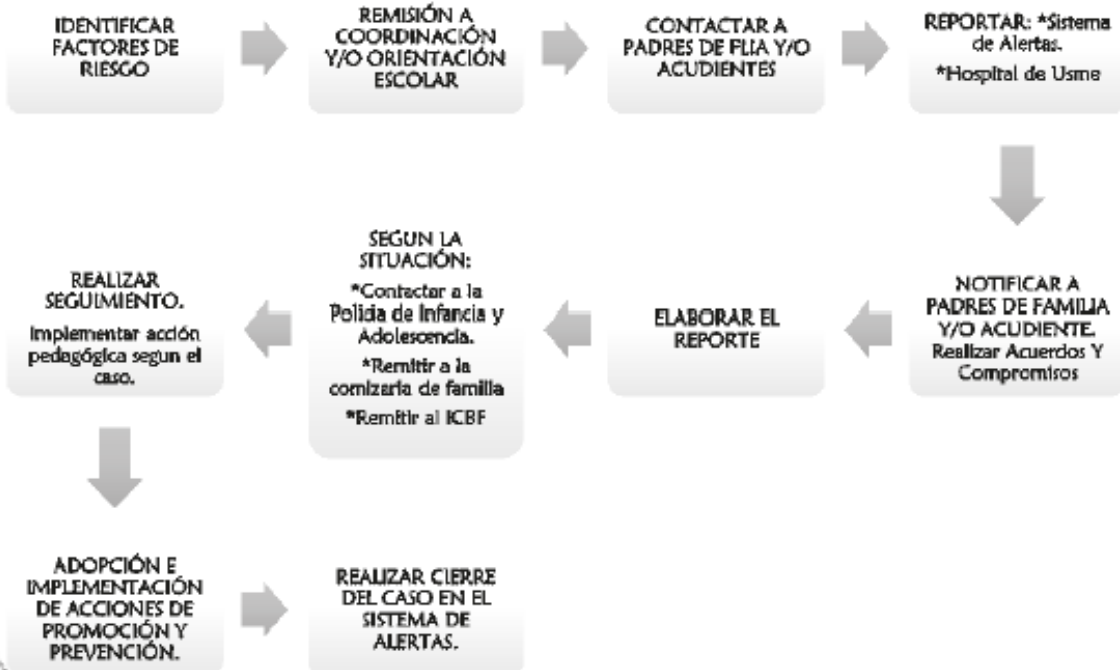 IDENTIFICAR
FACTORES DE
RIESGO
REMISIÓN A
COORDINACIÓN
Y/O ORIENTACIÓN
ESCOLAR
CONTACTAR A
PADRES DE FLIA Y/O
ACUDIENTES
REPORTAR: *Sistema
de Alertas.
*Hospital de Usme
NOTIFICAR A
PADRES DE FAMILIA
Y/O ACUDIENTE.
Realizar Acuerdos Y
Compromisos
ELABORAR EL
REPORTE
SEGUN LA
SITUACIÓN:
*Contactar a la
Policia de Infancia y
Adolescencia.
*Remitir a la
comizaria de familia
*Remitir al ICBF
REALIZAR
SEGUIMIENTO.
Implementar acción
pedagógica segun el
caso.
ADOPCIÓN E
IMPLEMENTACIÓN
DE ACCIONES DE
PROMOCIÓN Y
PREVENCIÓN.
REALIZAR CIERRE
DEL CASO EN EL
SISTEMA DE
ALERTAS.